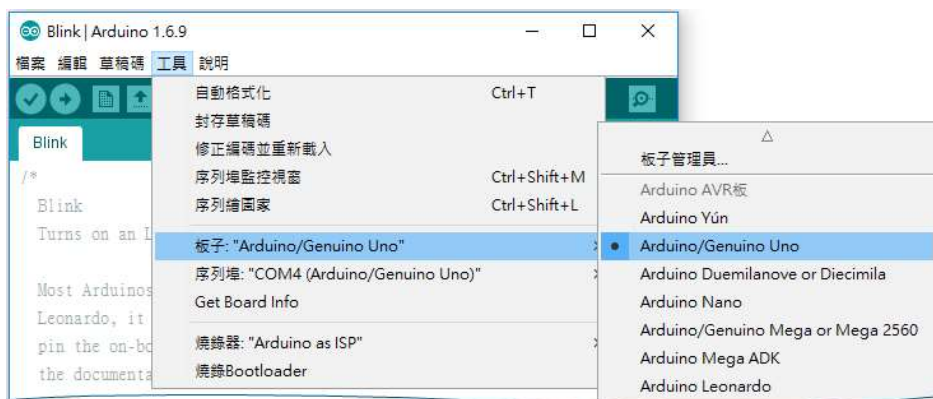 Blink | Arduino 1.6.9
檔案 編輯 草稿碼 工具 說明
Blink
/*
Blink
Turns on an L
Most Arduinos
Leonardo, it
pin the on-bo
the documenta
自動格式化 Ctrl+T
封存草稿碼
修正編碼並重新載入
序列埠監控視窗 Ctrl+Shift+M
序列繪圖家 Ctrl+Shift+L
板子: "Arduino/Genuino Uno"
序列埠: "COM4 (Arduino/Genuino Uno)"
Get Board Info
燒錄器: "Arduino as ISP"
燒錄Bootloader
板子管理員...
Arduino AVR板
Arduino Yún
Arduino/Genuino Uno
Arduino Duemilanove or Diecimila
Arduino Nano
Arduino/Genuino Mega or Mega 2560
Arduino Mega ADK
Arduino Leonardo